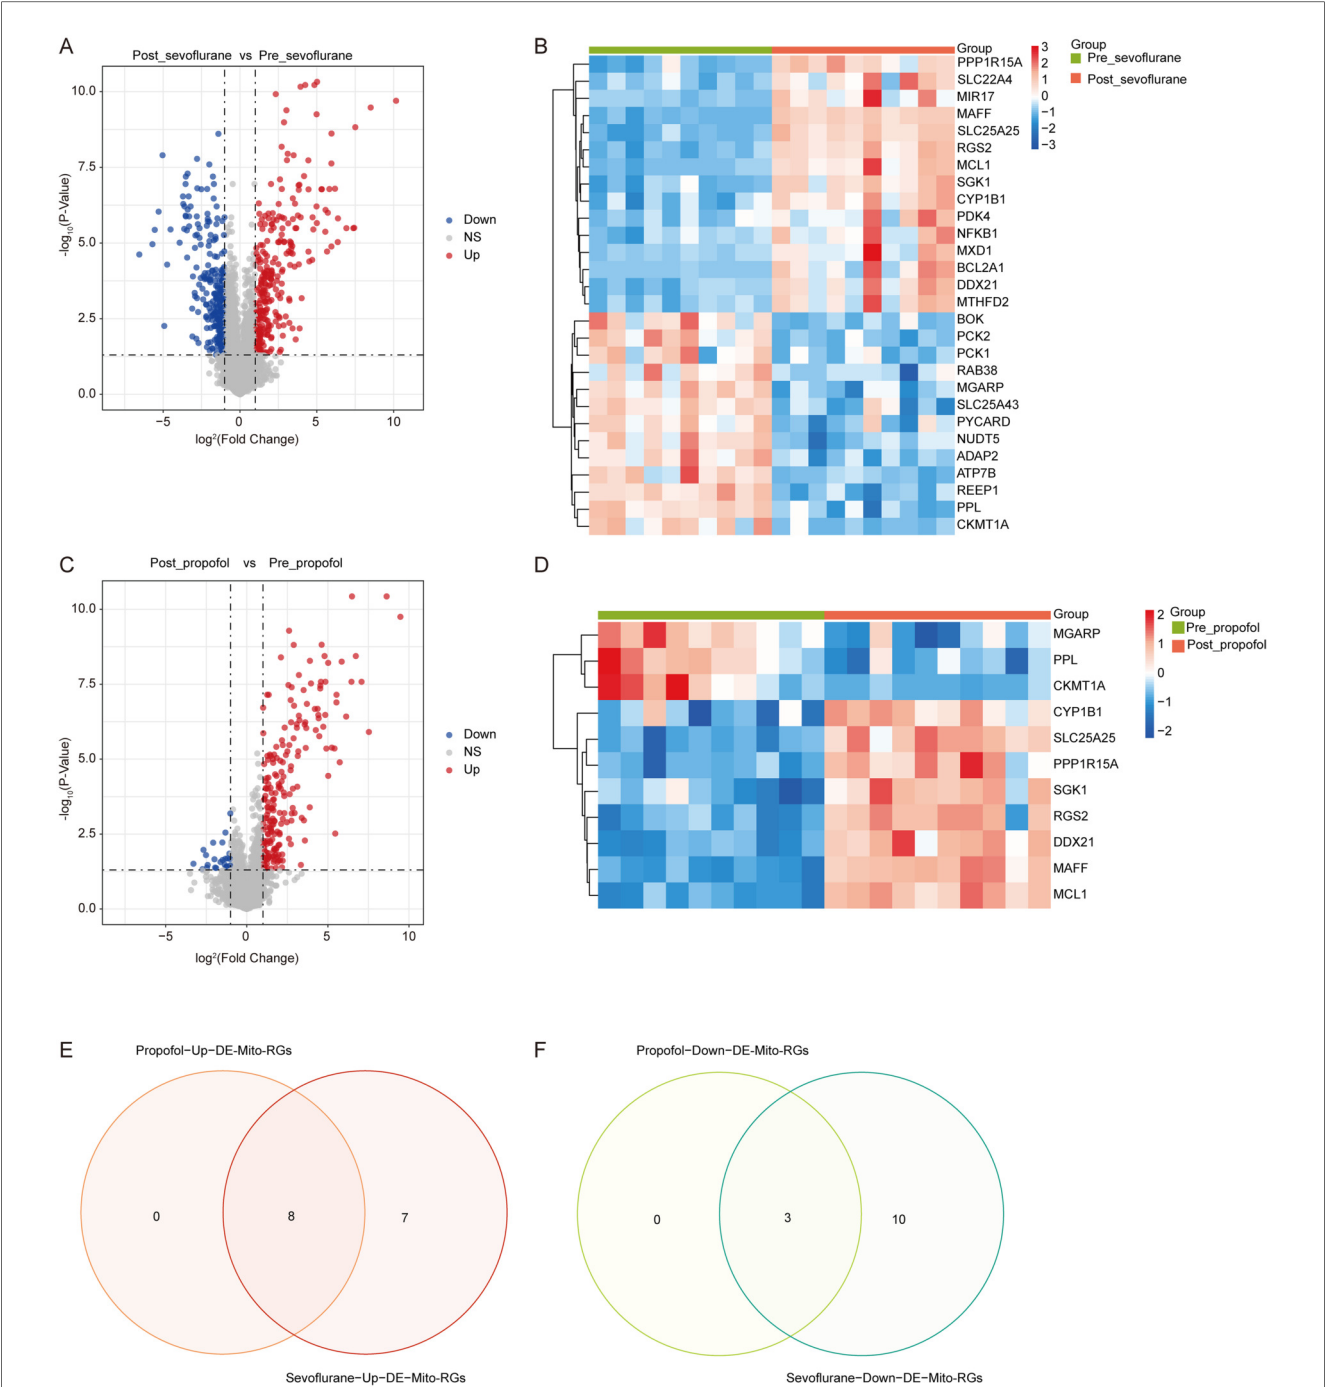 A
Post_sevoflurane vs Pre_sevoflurane
10.0
7.5
5.0
2.5
0.0
-log10(P-Value)
−5 0 5 10
log2(Fold Change)
Down
NS
Up
B
Group
PPP1R15A
SLC22A4
MIR17
MAFF
SLC25A25
RGS2
MCL1
SGK1
CYP1B1
PDK4
NFKB1
MXD1
BCL2A1
DDX21
MTHFD2
BOK
PCK2
PCK1
RAB38
MGARP
SLC25A43
PYCARD
NUDT5
ADAP2
ATP7B
REEP1
PPL
CKMT1A
3
2
1
0
−1
−2
−3
Group
Pre_sevoflurane
Post_sevoflurane
C
Post_propofol vs Pre_propofol
10.0
7.5
5.0
2.5
0.0
-log10(P-Value)
−5 0 5 10
log2(Fold Change)
Down
NS
Up
D
Group
MGARP
PPL
CKMT1A
CYP1B1
SLC25A25
PPP1R15A
SGK1
RGS2
DDX21
MAFF
MCL1
2
1
0
−1
−2
Group
Pre_propofol
Post_propofol
E
Propofol−Up−DE-Mito-RGs
0 8 7
Sevoflurane−Up−DE-Mito-RGs
F
Propofol−Down−DE-Mito-RGs
0 3 10
Sevoflurane−Down−DE-Mito-RGs